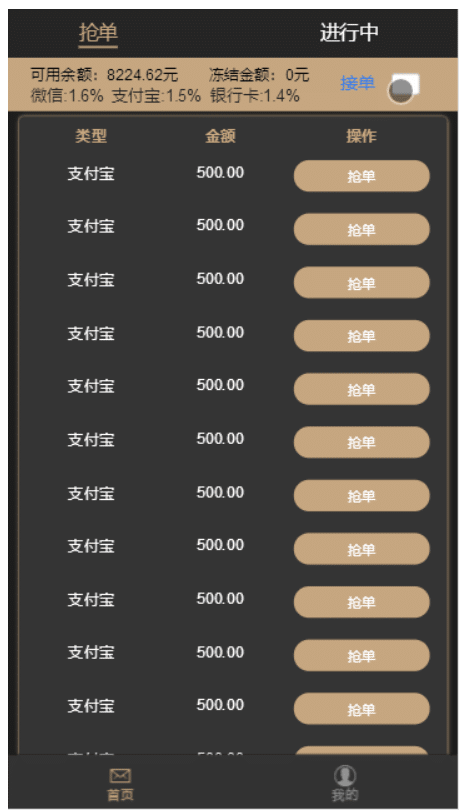 抢单 进行中
可用余额：8224.62元 冻结金额：0元 接单
微信:1.6% 支付宝:1.5% 银行卡:1.4%
类型 金额 操作
支付宝 500.00 抢单
支付宝 500.00 抢单
支付宝 500.00 抢单
支付宝 500.00 抢单
支付宝 500.00 抢单
支付宝 500.00 抢单
支付宝 500.00 抢单
支付宝 500.00 抢单
支付宝 500.00 抢单
支付宝 500.00 抢单
支付宝 500.00 抢单
首页 我的